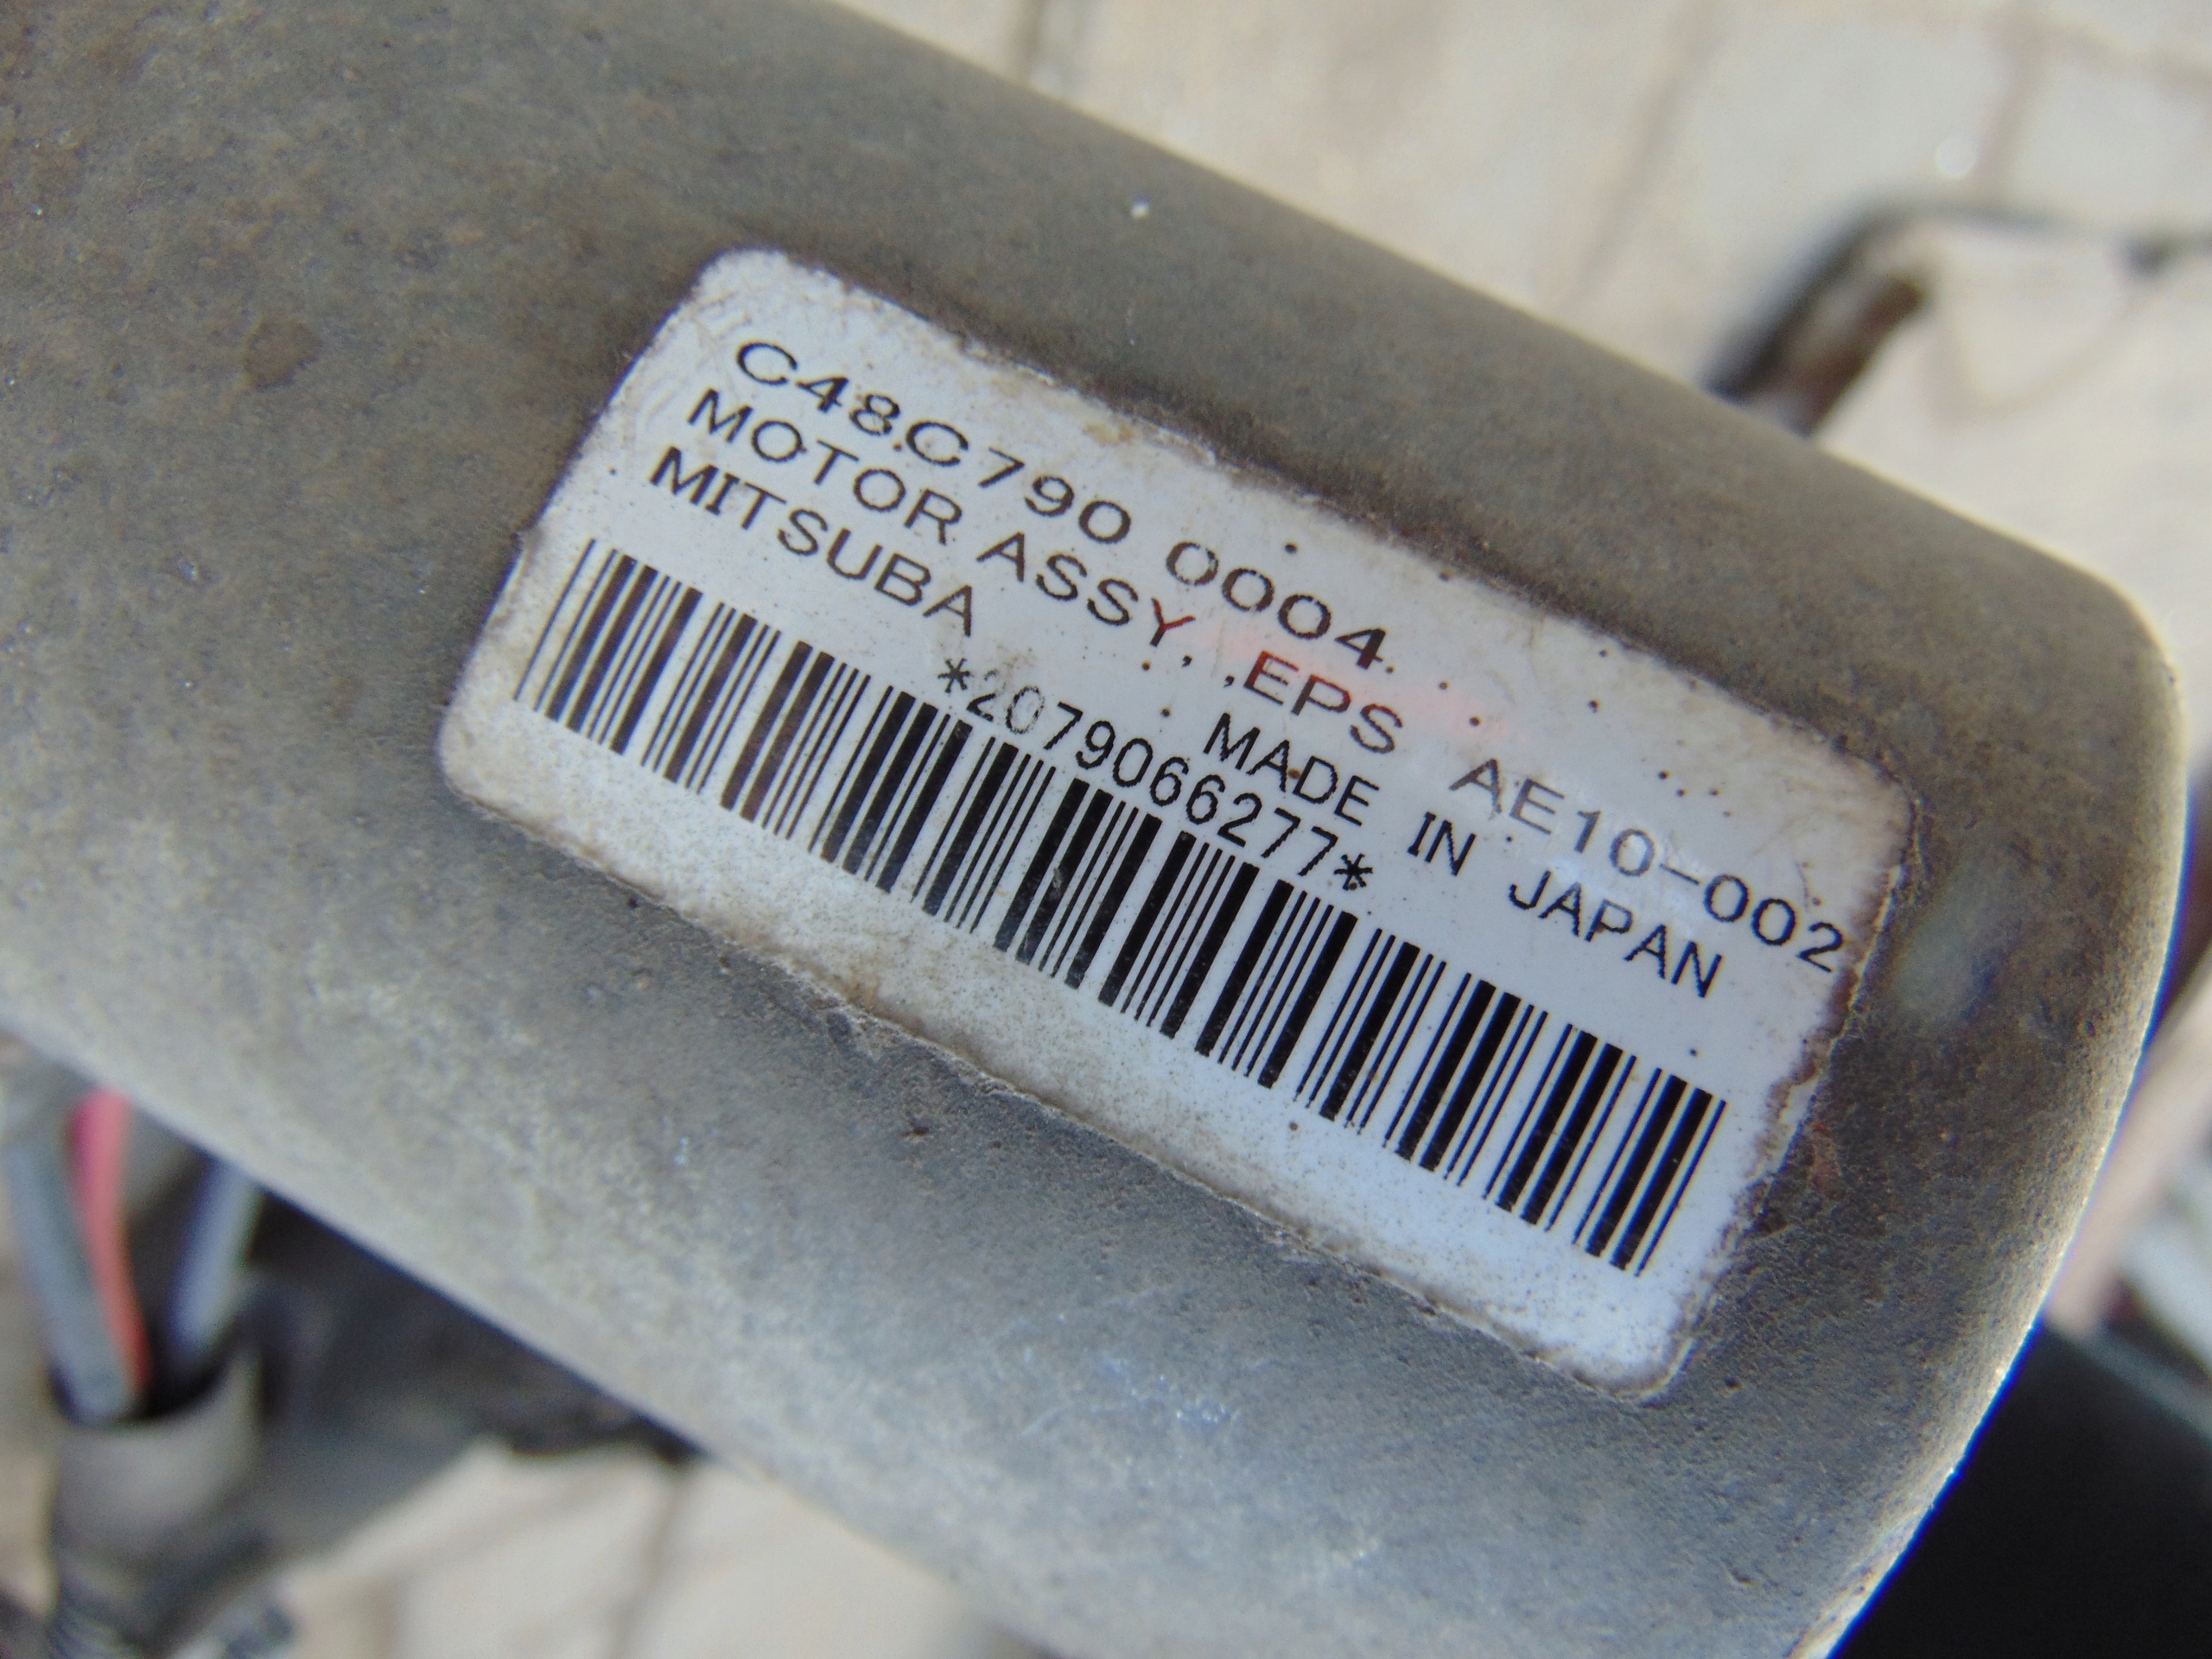 C48C790 0004
MOTOR ASSY, EPS AE10-002
MITSUBA MADE IN JAPAN
*2079066277*